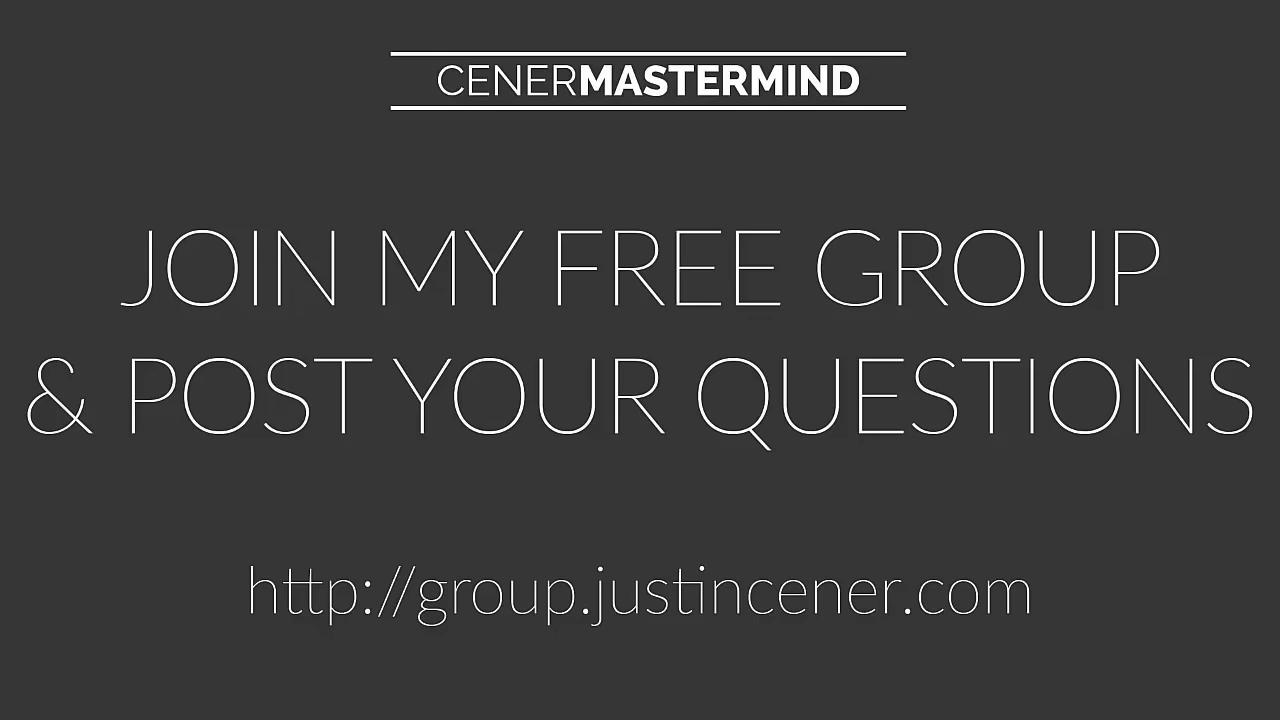 CENERMASTERMIND
JOIN MY FREE GROUP
& POST YOUR QUESTIONS
http://group.justincener.com